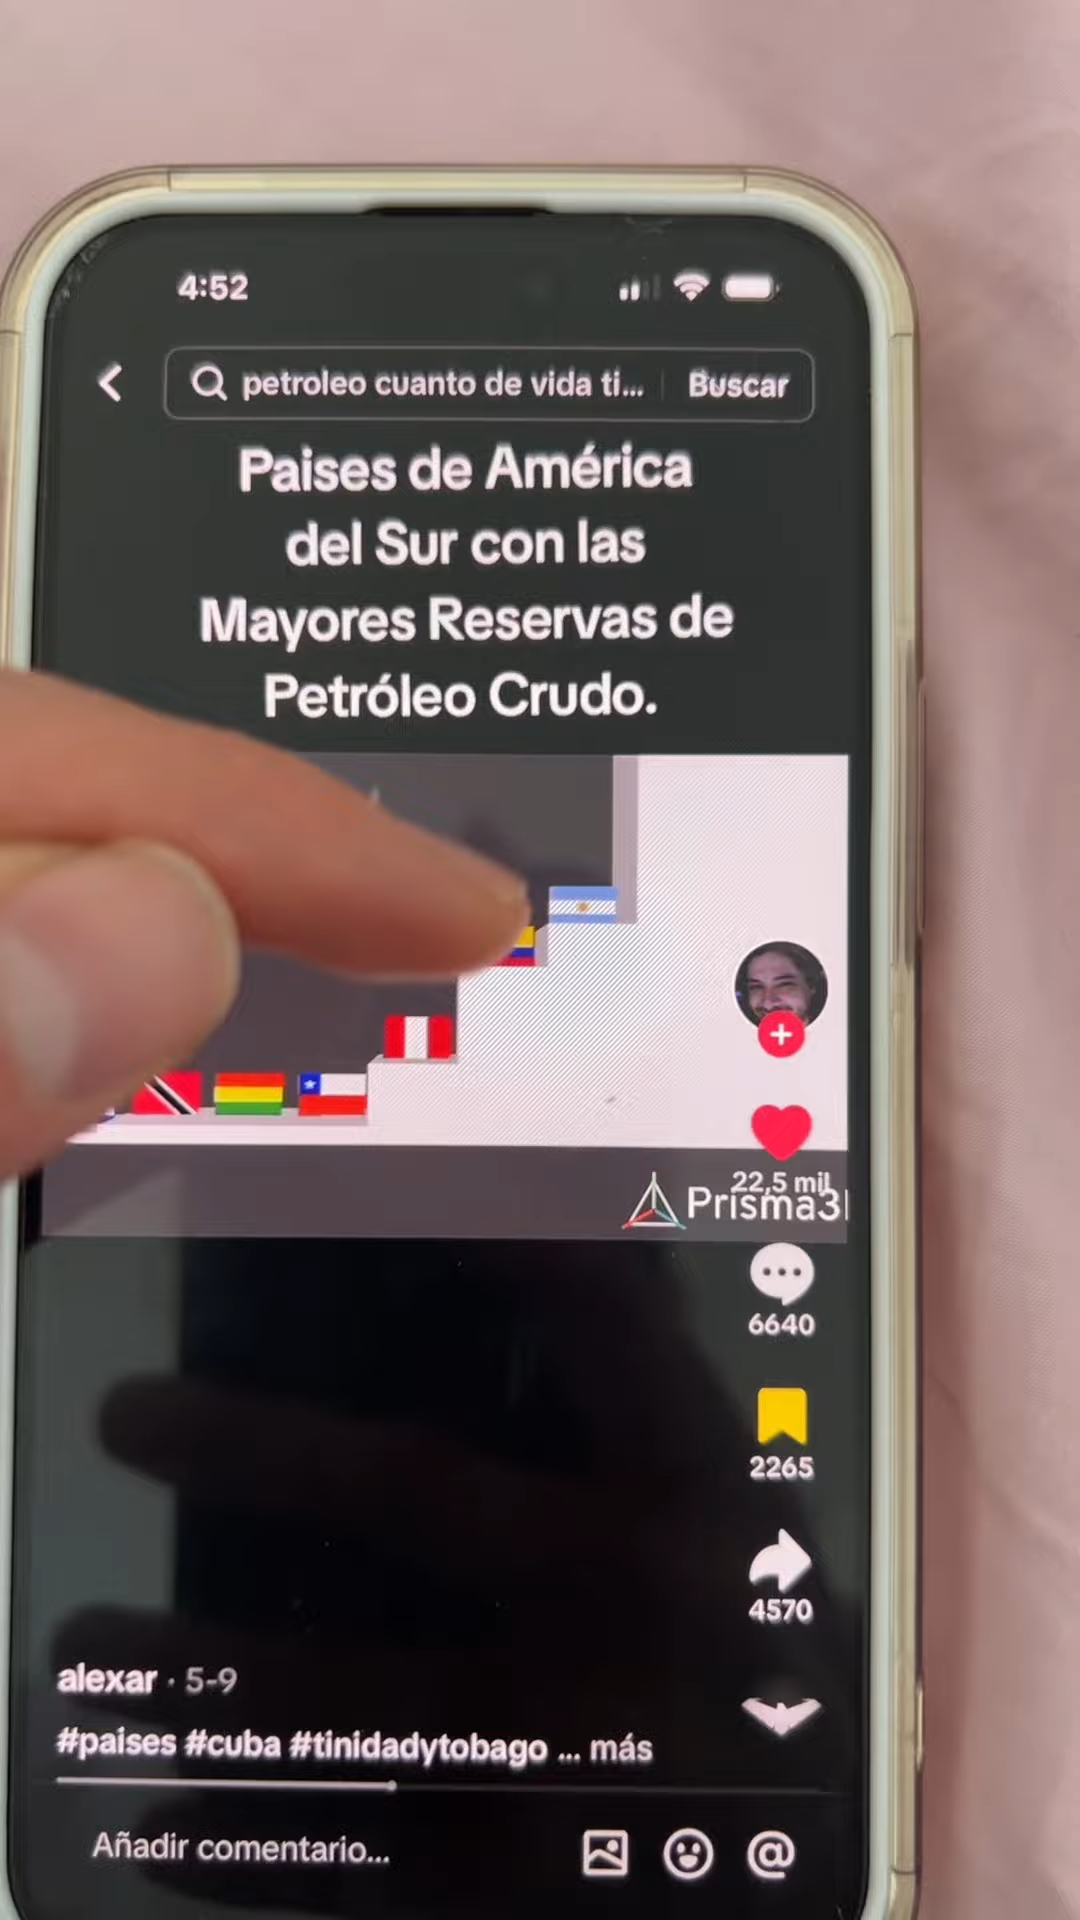 4:52
petroleo cuanto de vida ti...
Buscar
Paises de América
del Sur con las
Mayores Reservas de
Petróleo Crudo.
22,5 mil
Prisma3
6640
2265
4570
alexar · 5-9
#paises #cuba #tinidadytobago ... más
Añadir comentario...